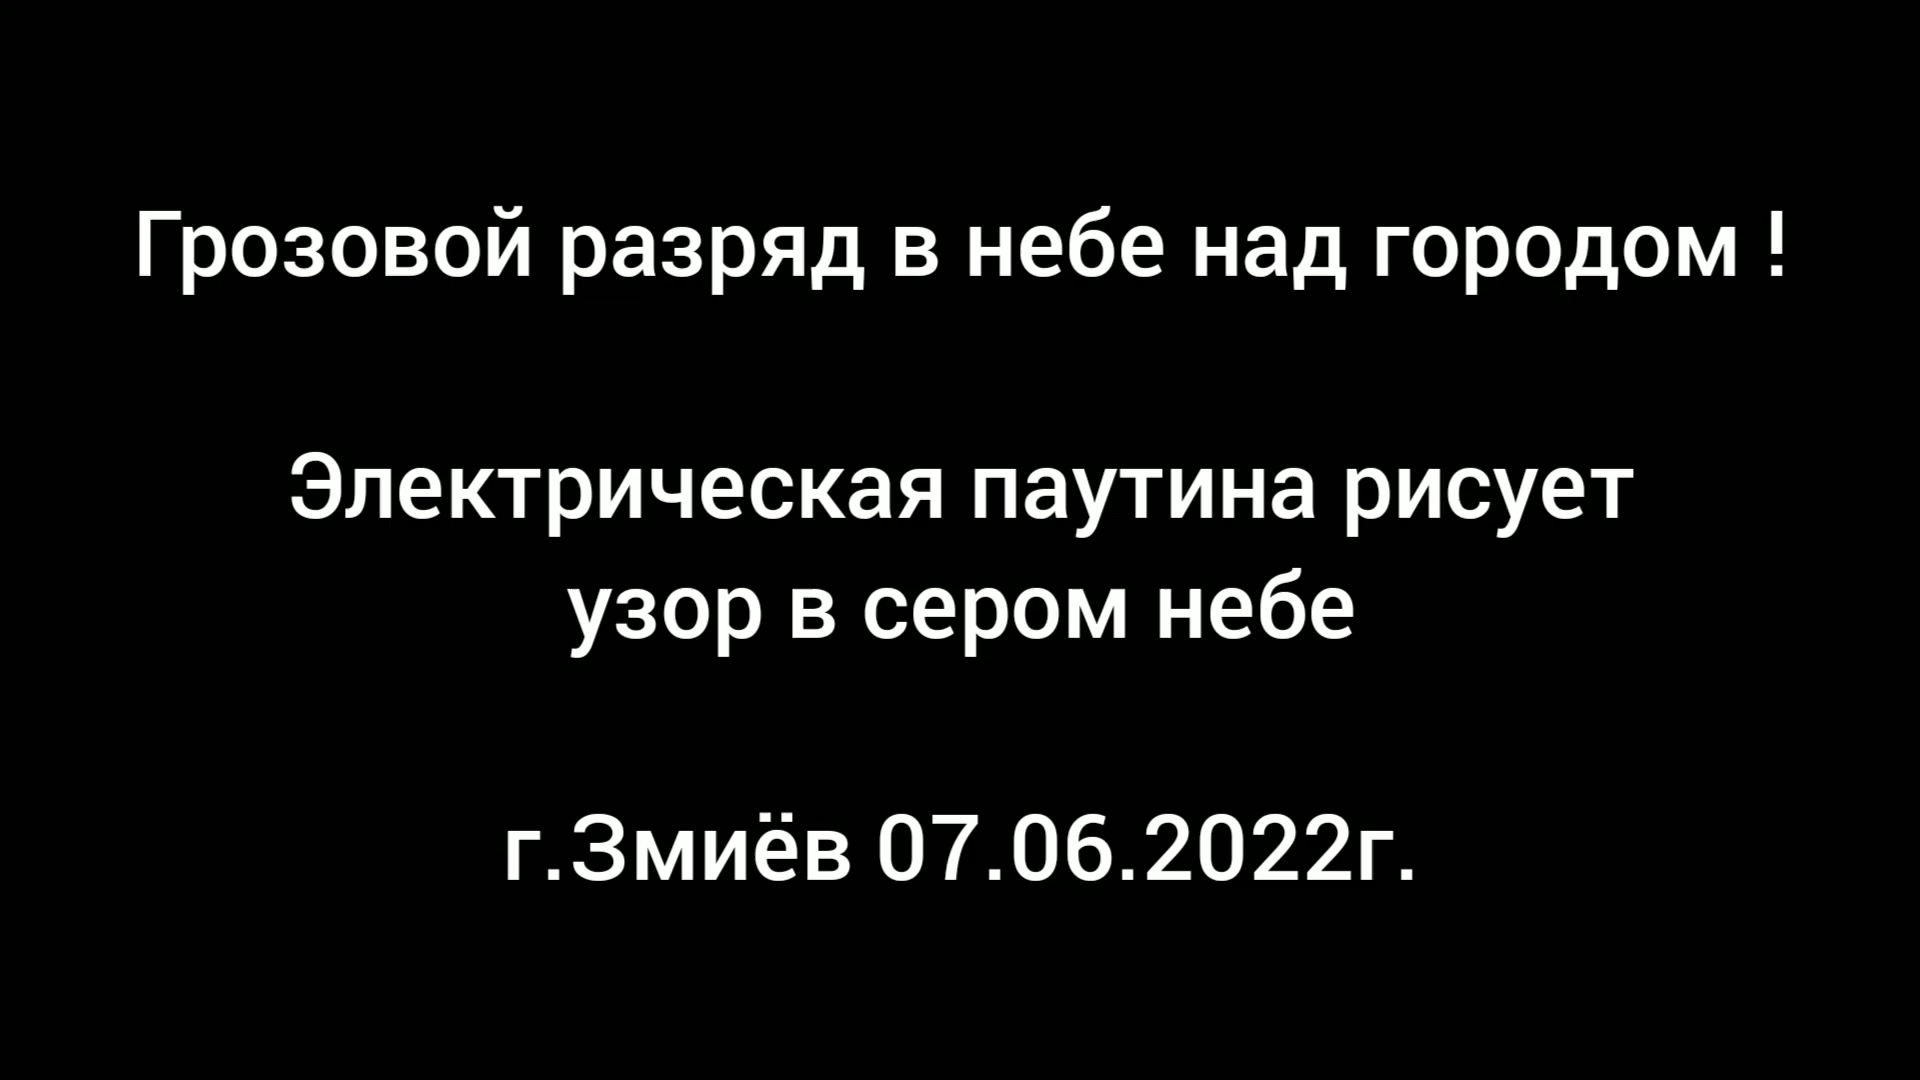 Грозовой разряд в небе над городом !
Электрическая паутина рисует
узор в сером небе
г.Змиёв 07.06.2022г.